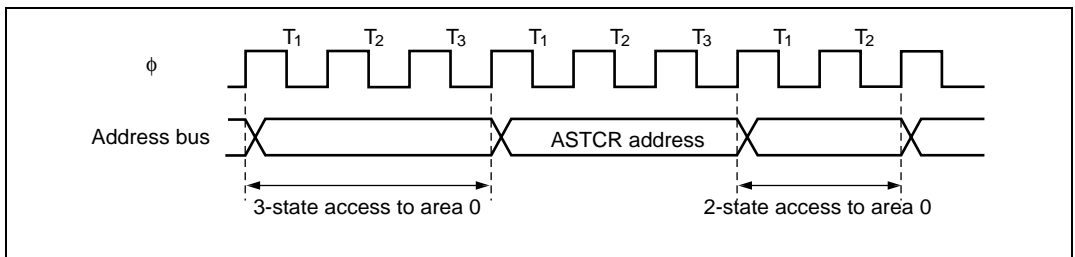 T1 T2 T3 T1 T2 T3 T1 T2
ϕ
Address bus
ASTCR address
3-state access to area 0 2-state access to area 0